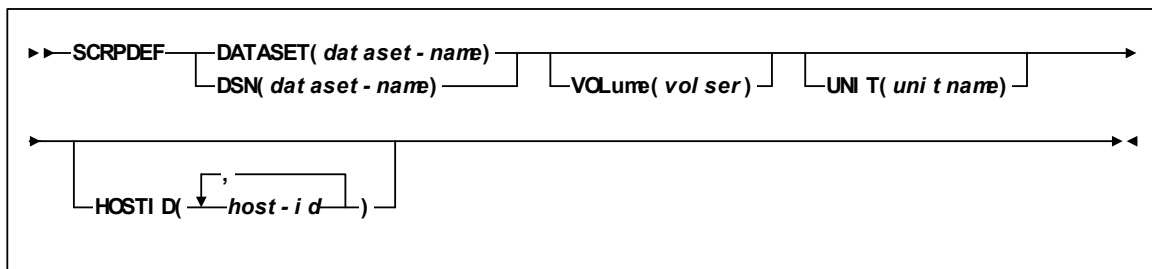 SCRPDEF DATASET( dataset-name)
DSN( dataset-name) VOLume( volser) UNIT( unitname)
,
HOSTID( host-id )